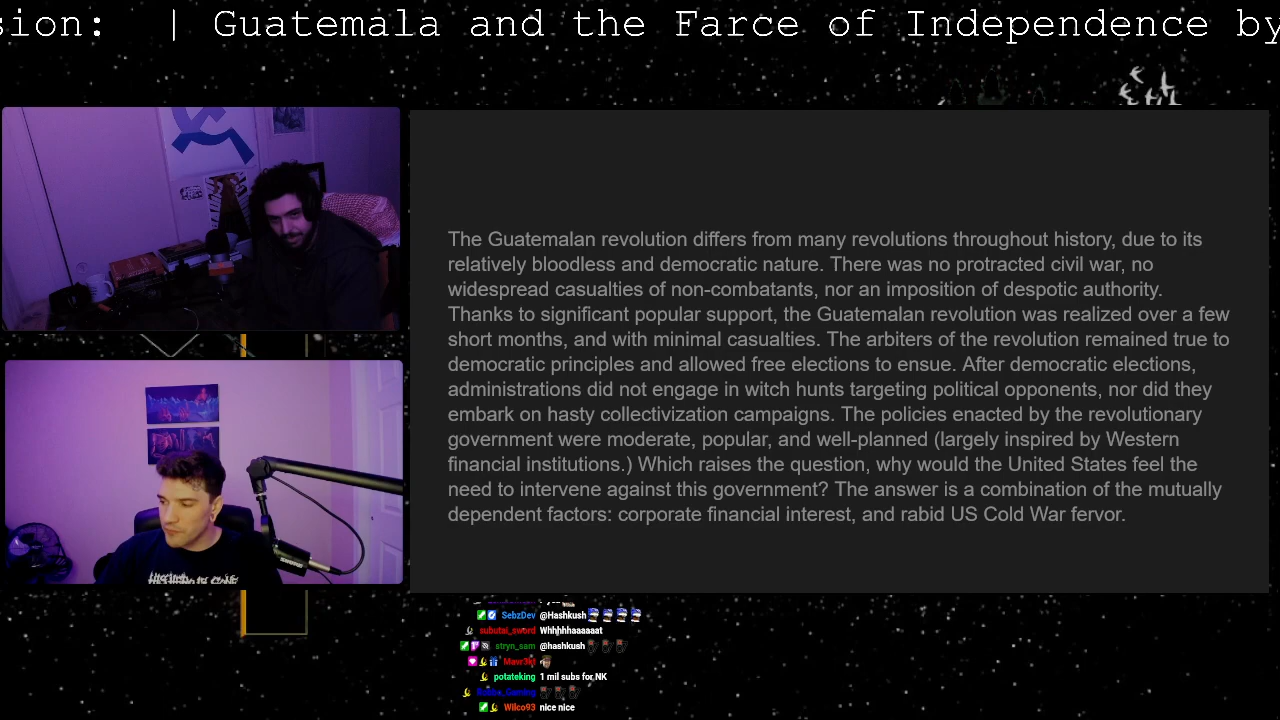 sion: | Guatemala and the Farce of Independence by
The Guatemalan revolution differs from many revolutions throughout history, due to its
relatively bloodless and democratic nature. There was no protracted civil war, no
widespread casualties of non-combatants, nor an imposition of despotic authority.
Thanks to significant popular support, the Guatemalan revolution was realized over a few
short months, and with minimal casualties. The arbiters of the revolution remained true to
democratic principles and allowed free elections to ensue. After democratic elections,
administrations did not engage in witch hunts targeting political opponents, nor did they
embark on hasty collectivization campaigns. The policies enacted by the revolutionary
government were moderate, popular, and well-planned (largely inspired by Western
financial institutions.) Which raises the question, why would the United States feel the
need to intervene against this government? The answer is a combination of the mutually
dependent factors: corporate financial interest, and rabid US Cold War fervor.
SebzDev @Hashkush
subutai_sword Whhhhhaaaaaat
stryn_sam @hashkush
Mavr3kt
potateking 1 mil subs for NK
Robbo_Gaming
Wilco93 nice nice